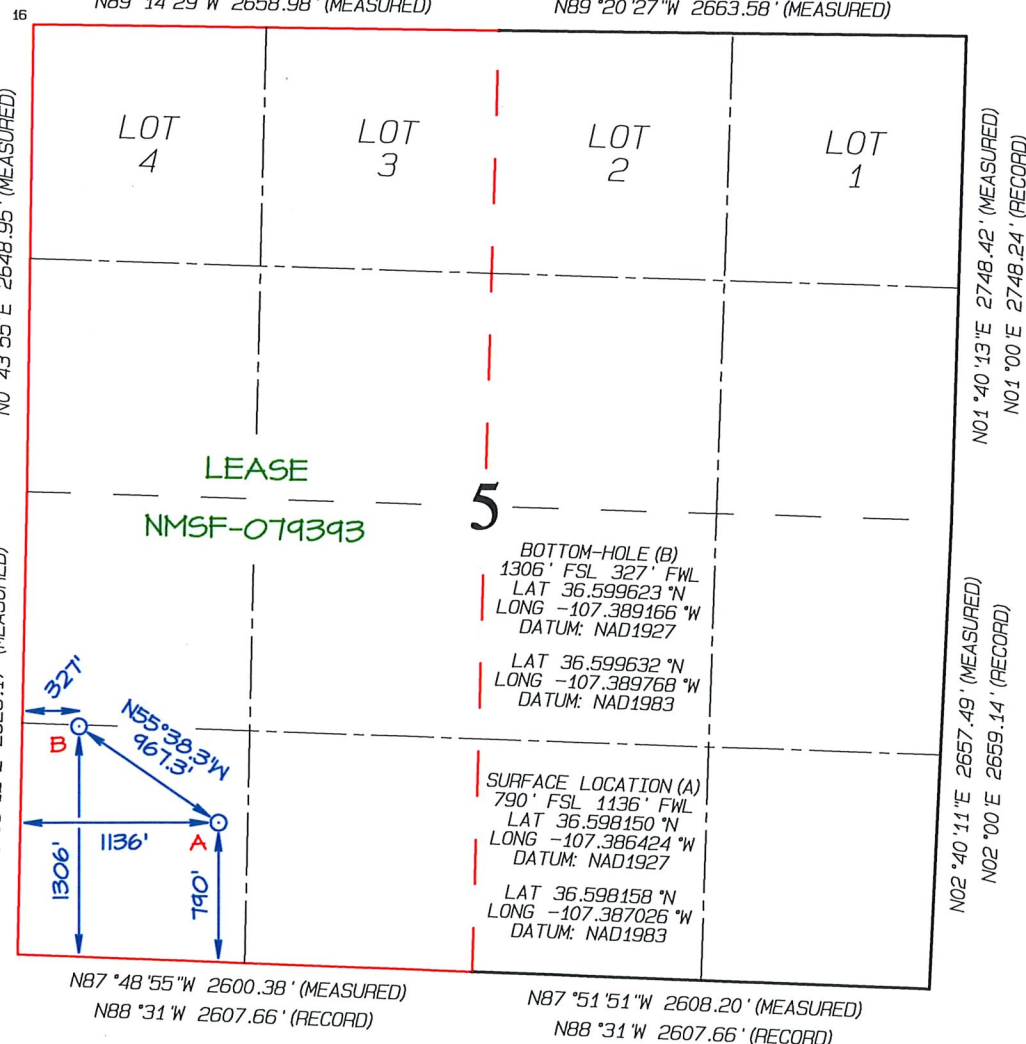 N89°14'29"W 2658.98' (MEASURED)
N89°20'27"W 2663.58' (MEASURED)
16
LOT
4
LOT
3
LOT
2
LOT
1
2648.95' (MEASURED)
N01°40'13"E 2748.42' (MEASURED)
N01°00'E 2748.24' (RECORD)
LEASE
NMSF-079393
5
BOTTOM-HOLE (B)
1306' FSL 327' FWL
LAT 36.599623°N
LONG -107.389166°W
DATUM: NAD1927
LAT 36.599632°N
LONG -107.389768°W
DATUM: NAD1983
(MEASURED)
N02°40'11"E 2657.49' (MEASURED)
N02°00'E 2659.14' (RECORD)
327'
B
N55°38.3'W
967.3'
SURFACE LOCATION (A)
790' FSL 1136' FWL
LAT 36.598150°N
LONG -107.386424°W
DATUM: NAD1927
LAT 36.598158°N
LONG -107.387026°W
DATUM: NAD1983
1136'
A
1306'
790'
N87°48'55"W 2600.38' (MEASURED)
N88°31'W 2607.66' (RECORD)
N87°51'51"W 2608.20' (MEASURED)
N88°31'W 2607.66' (RECORD)